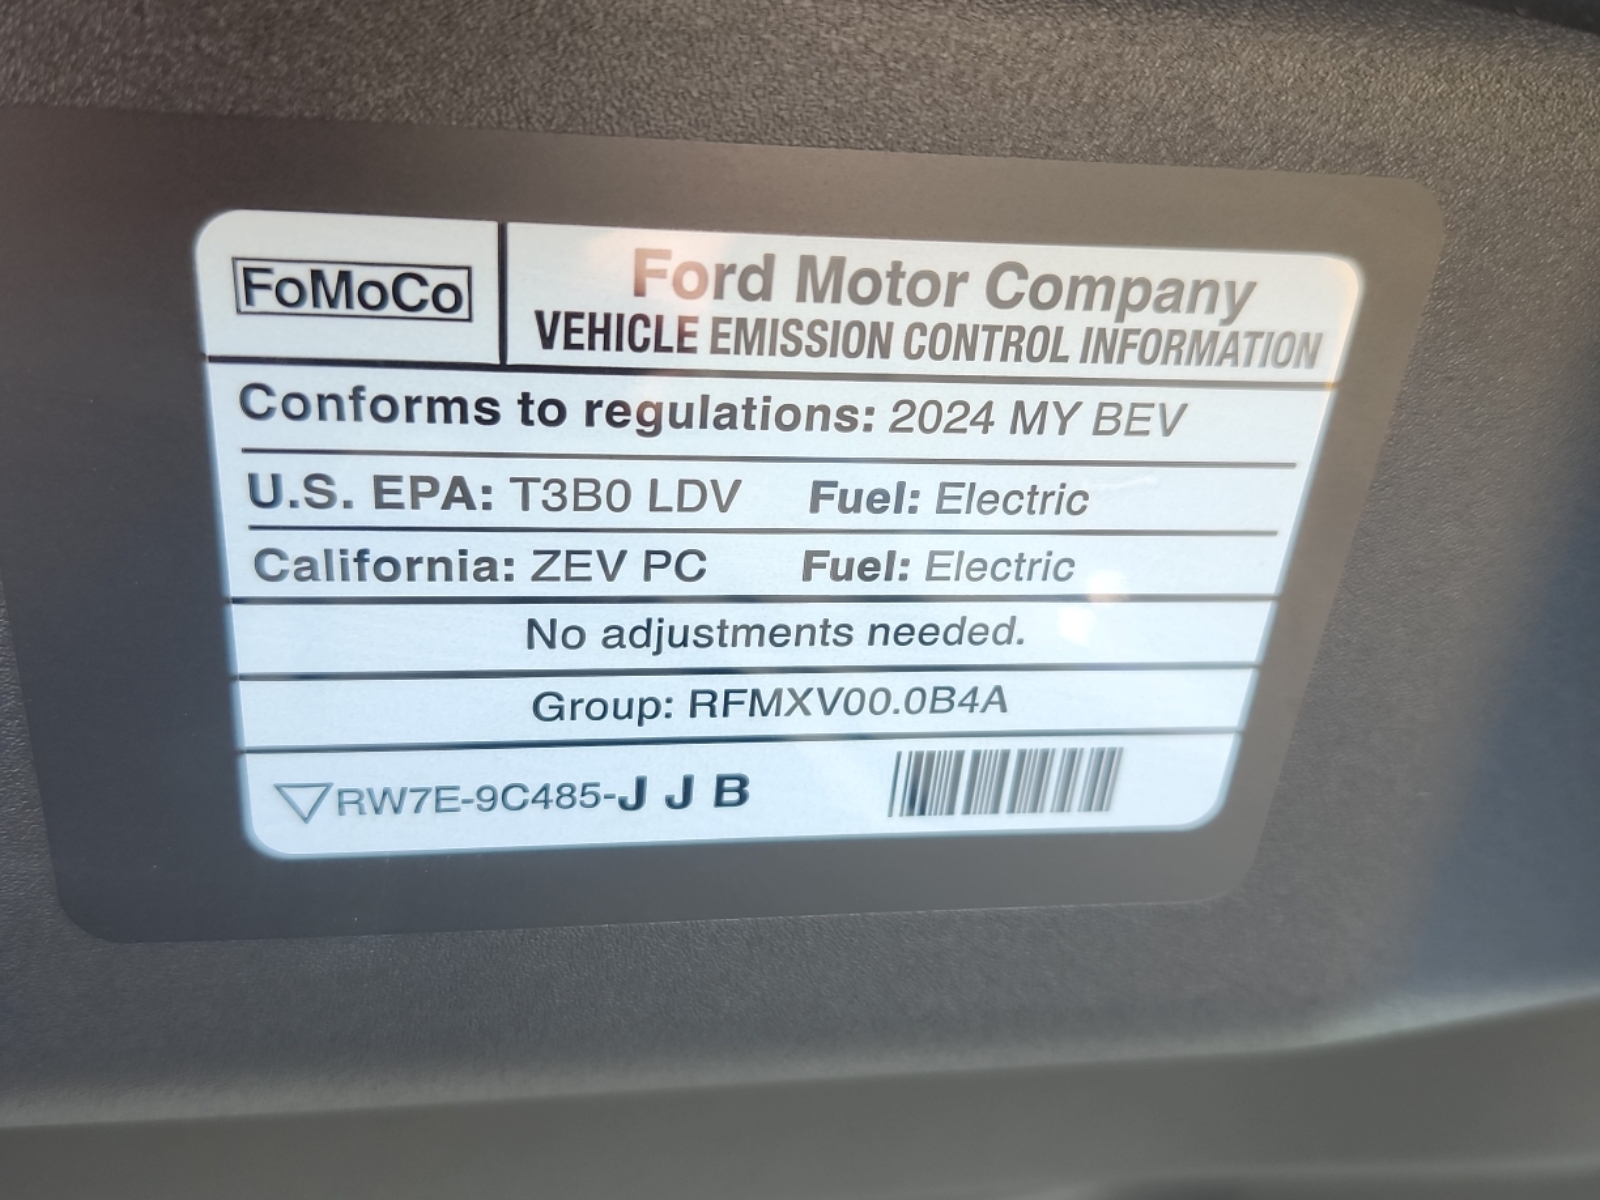 FoMoCo
Ford Motor Company
VEHICLE EMISSION CONTROL INFORMATION
Conforms to regulations: 2024 MY BEV
U.S. EPA: T3B0 LDV Fuel: Electric
California: ZEV PC Fuel: Electric
No adjustments needed.
Group: RFMXV00.0B4A
RW7E-9C485-J J B